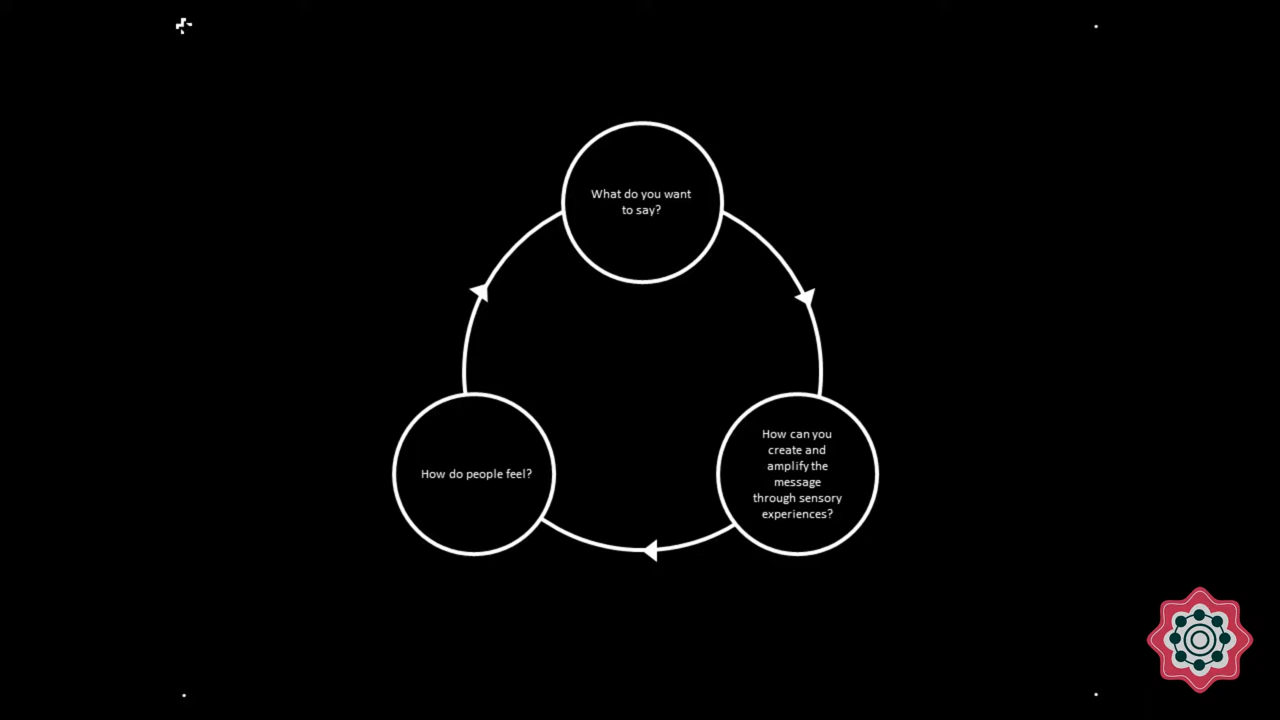 What do you want
to say?
How can you
create and
amplify the
message
through sensory
experiences?
How do people feel?